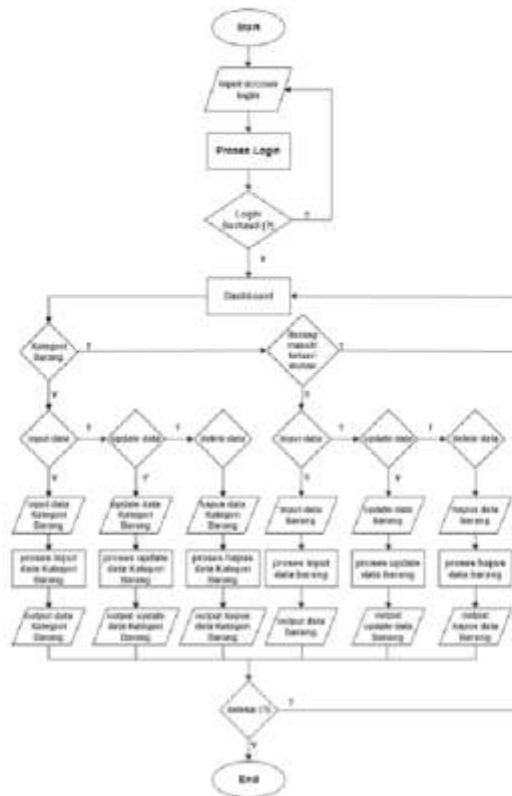 Start
Input account
login
Proses Login
Login
Berhasil (?)
T
Y
Dashboard
Kategori
Barang
T
Barang
masuk/
keluar
T
Y
input data
T
update data
T
delete data
input data
T
update data
T
delete data
Y
Y
Y
input data
Kategori
Barang
update data
Kategori
Barang
hapus data
Kategori
Barang
input data
barang
update data
barang
hapus data
barang
proses input
data Kategori
Barang
proses update
data Kategori
Barang
proses hapus
data Kategori
Barang
proses input
data barang
proses update
data barang
proses hapus
data barang
output data
Kategori
Barang
output update
data Kategori
Barang
output hapus
data Kategori
Barang
output data
barang
output
update data
barang
output
hapus data
barang
selesai (?)
Y
End